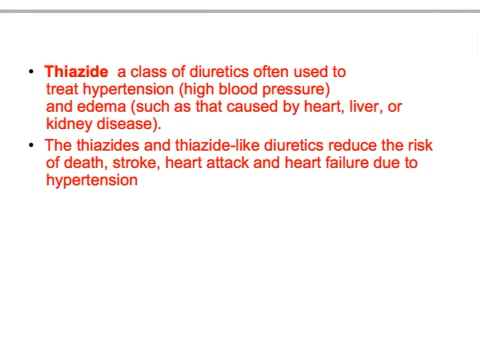 • Thiazide a class of diuretics often used to
treat hypertension (high blood pressure)
and edema (such as that caused by heart, liver, or
kidney disease).
• The thiazides and thiazide-like diuretics reduce the risk
of death, stroke, heart attack and heart failure due to
hypertension